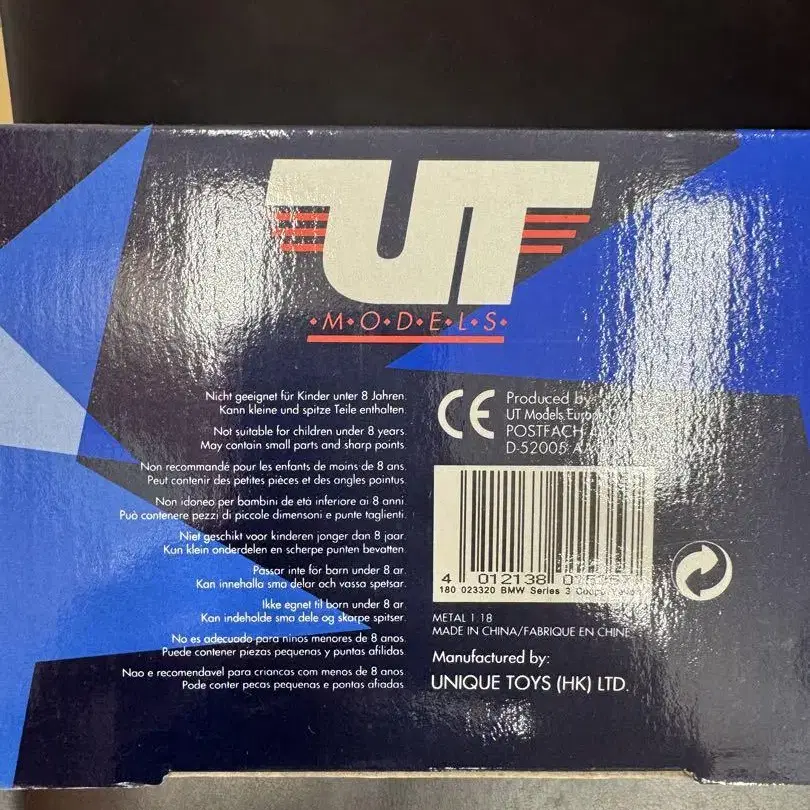 UT
·M·O·D·E·L·S·
Nicht geeignet für Kinder unter 8 Jahren.
Kann kleine und spitze Teile enthalten.
Not suitable for children under 8 years.
May contain small parts and sharp points.
Non recommandé pour les enfants de moins de 8 ans.
Peut contenir des petites pièces et des angles pointus.
Non idoneo per bambini de età inferiore ai 8 anni.
Può contenere pezzi di piccole dimensoni e punte taglienti.
Niet geschikt voor kinderen jonger dan 8 jaar.
Kun klein onderdelen en scherpe punten bevatten.
Passar inte for barn under 8 ar.
Kan innehalla sma delar och vassa spetsar.
Ikke egnet til born under 8 ar.
Kan indeholde sma dele og skarpe spitser.
No es adecuado para ninos menores de 8 anos.
Puede contener piezas pequenas y puntas afilidas.
Nao e recomendavel para criancas com menos de 8 anos.
Pode conter pecas pequenas e pontas afiadas
CE
Produced by
UT Models
POSTFACH
D-52005
4 012138
180 023320 BMW Series 3
METAL 1.18
MADE IN CHINA/FABRIQUE EN CHINE
Manufactured by:
UNIQUE TOYS (HK) LTD.